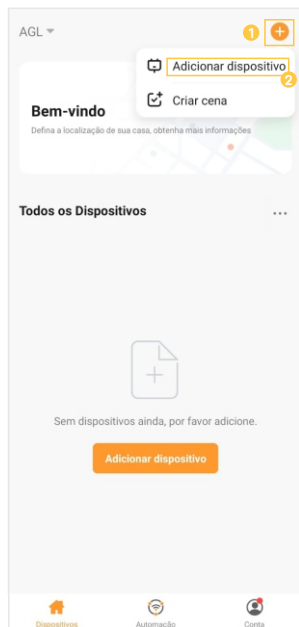 AGL
1
Adicionar dispositivo
2
Criar cena
Bem-vindo
Defina a localização de sua casa, obtenha mais informações
Todos os Dispositivos
Sem dispositivos ainda, por favor adicione.
Adicionar dispositivo
Dispositivos
Automação
Conta